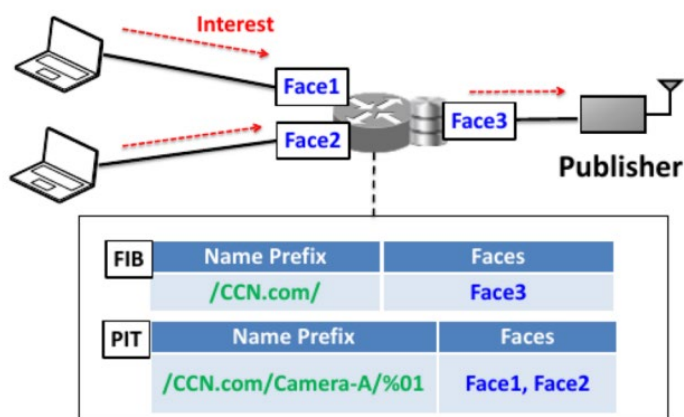 Interest
Face1
Face2
Face3
Publisher
FIB
Name Prefix Faces
/CCN.com/ Face3
PIT
Name Prefix Faces
/CCN.com/Camera-A/%01 Face1, Face2